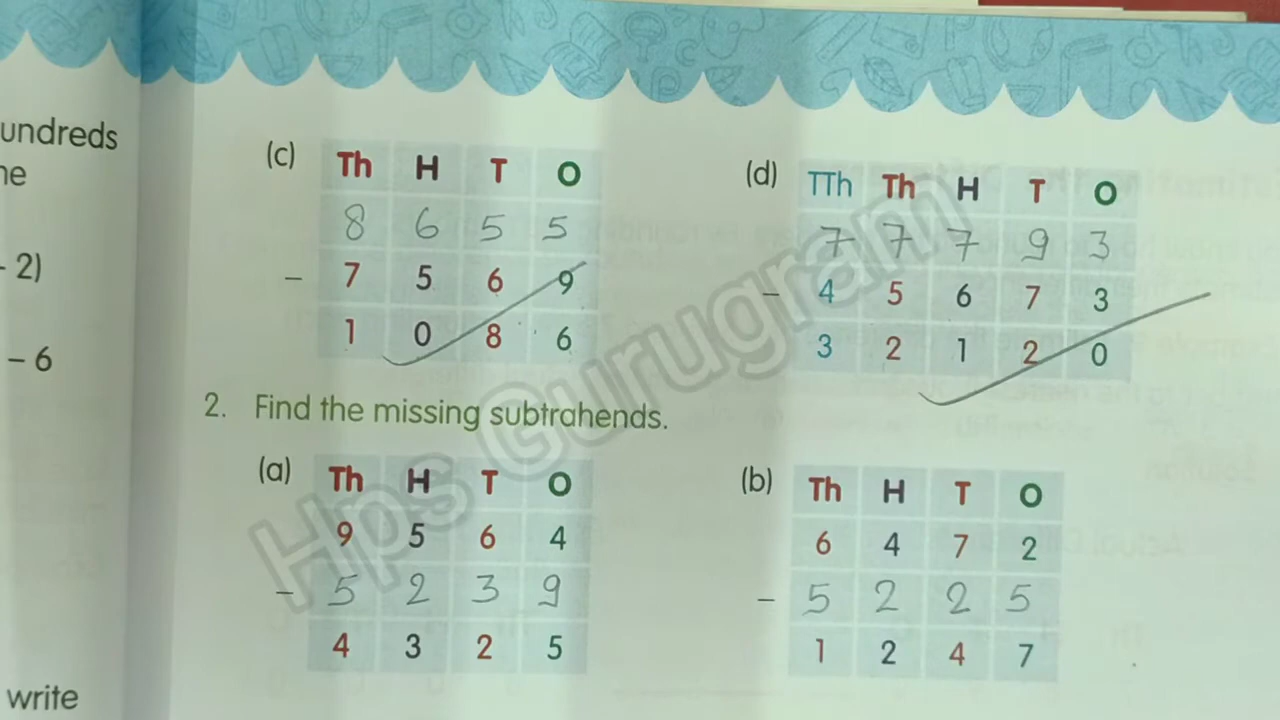 undreds
ne
- 2)
- 6
write
(c) Th H T O
8 6 5 5
- 7 5 6 9
1 0 8 6
(d) TTh Th H T O
7 7 7 9 3
- 4 5 6 7 3
3 2 1 2 0
2. Find the missing subtrahends.
(a) Th H T O
9 5 6 4
- 5 2 3 9
4 3 2 5
(b) Th H T O
6 4 7 2
- 5 2 2 5
1 2 4 7
Hps Gurugram